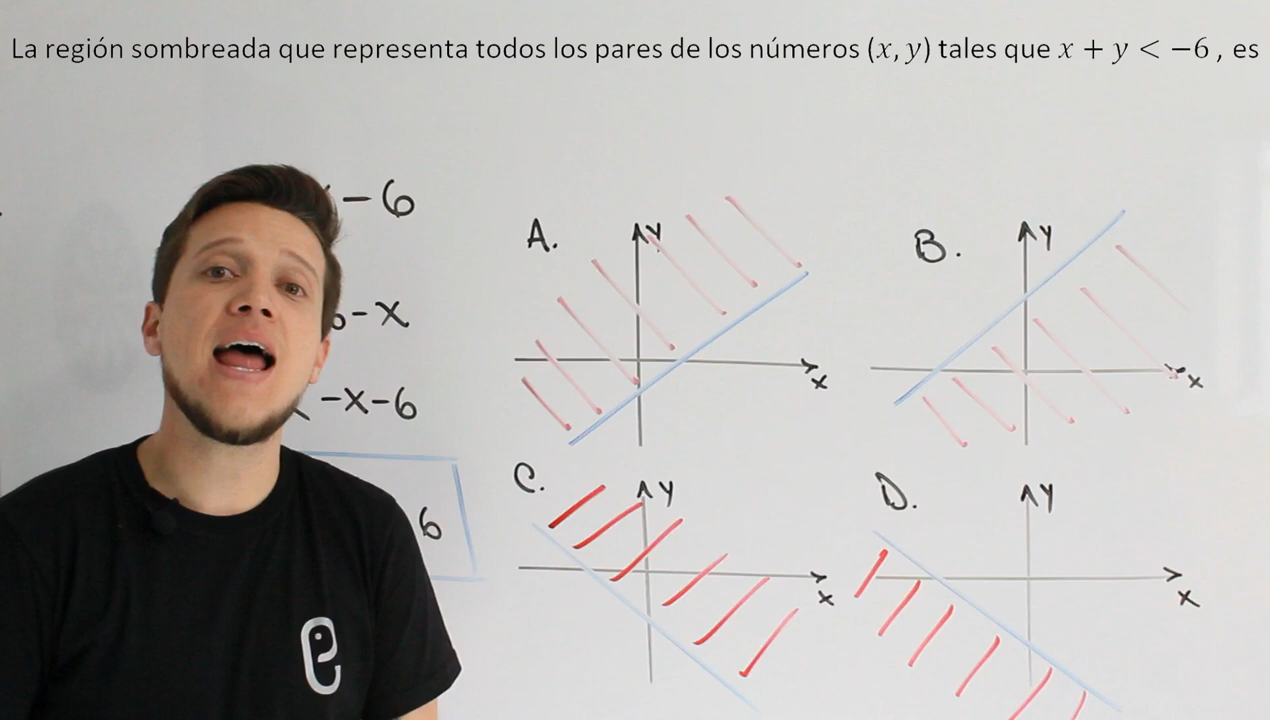 La región sombreada que representa todos los pares de los números (x, y) tales que x + y < −6 , es
−6
−x
−x−6
6
A.
y
x
B.
y
x
C.
y
x
D.
y
x